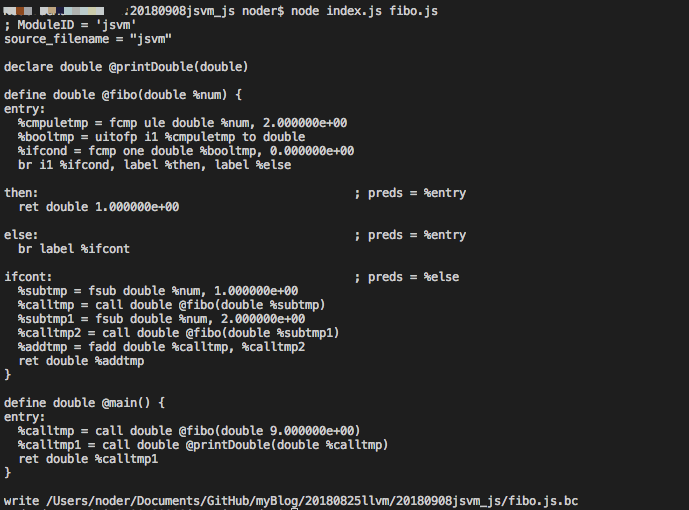 /20180908jsvm_js noder$ node index.js fibo.js
; ModuleID = 'jsvm'
source_filename = "jsvm"
declare double @printDouble(double)
define double @fibo(double %num) {
entry:
  %cmpuletmp = fcmp ule double %num, 2.000000e+00
  %booltmp = uitofp i1 %cmpuletmp to double
  %ifcond = fcmp one double %booltmp, 0.000000e+00
  br i1 %ifcond, label %then, label %else
then:                                             ; preds = %entry
  ret double 1.000000e+00
else:                                             ; preds = %entry
  br label %ifcont
ifcont:                                           ; preds = %else
  %subtmp = fsub double %num, 1.000000e+00
  %calltmp = call double @fibo(double %subtmp)
  %subtmp1 = fsub double %num, 2.000000e+00
  %calltmp2 = call double @fibo(double %subtmp1)
  %addtmp = fadd double %calltmp, %calltmp2
  ret double %addtmp
}
define double @main() {
entry:
  %calltmp = call double @fibo(double 9.000000e+00)
  %calltmp1 = call double @printDouble(double %calltmp)
  ret double %calltmp1
}
write /Users/noder/Documents/GitHub/myBlog/20180825llvm/20180908jsvm_js/fibo.js.bc